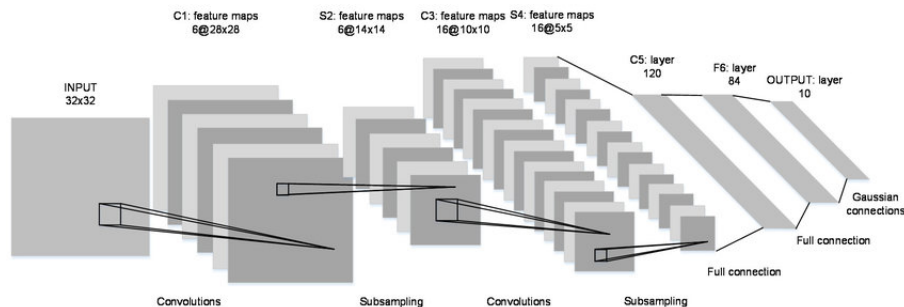 C1: feature maps
6@28x28
S2: feature maps
6@14x14
C3: feature maps
16@10x10
S4: feature maps
16@5x5
C5: layer
120
F6: layer
84
OUTPUT: layer
10
INPUT
32x32
Gaussian
connections
Full connection
Full connection
Convolutions
Subsampling
Convolutions
Subsampling